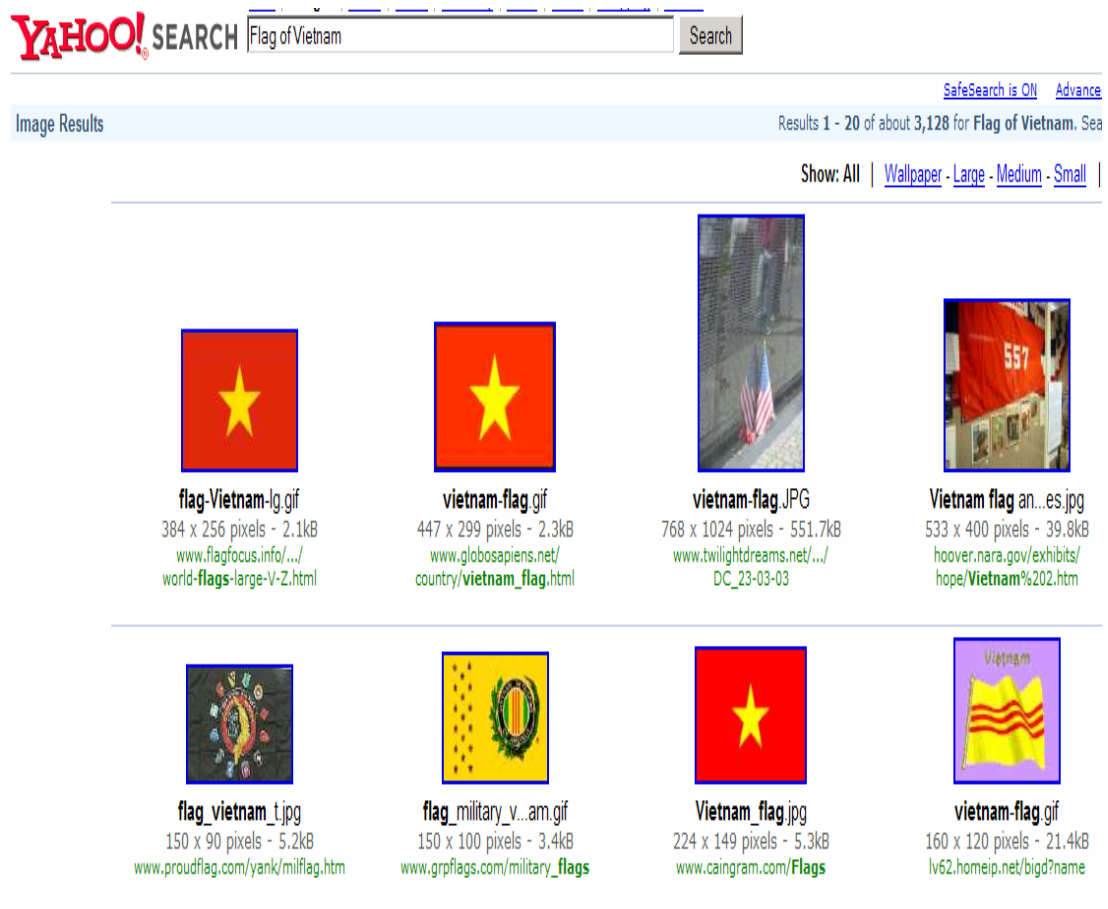 YAHOO! SEARCH Flag of Vietnam Search
SafeSearch is ON
Image Results Results 1 - 20 of about 3,128 for Flag of Vietnam.
Show: All | Wallpaper - Large - Medium - Small |
557
flag-Vietnam-lg.gif
384 x 256 pixels - 2.1kB
www.flagfocus.info/.../
world-flags-large-V-Z.html
vietnam-flag.gif
447 x 299 pixels - 2.3kB
www.globosapiens.net/
country/vietnam_flag.html
vietnam-flag.JPG
768 x 1024 pixels - 551.7kB
www.twilightdreams.net/.../
DC_23-03-03
Vietnam flag an...es.jpg
533 x 400 pixels - 39.8kB
hoover.nara.gov/exhibits/
hope/Vietnam%202.htm
Vietnam
flag_vietnam_t.jpg
150 x 90 pixels - 5.2kB
www.proudflag.com/yank/milflag.htm
flag_military_v...am.gif
150 x 100 pixels - 3.4kB
www.grpflags.com/military_flags
Vietnam_flag.jpg
224 x 149 pixels - 5.3kB
www.caingram.com/Flags
vietnam-flag.gif
160 x 120 pixels - 21.4kB
lv62.homeip.net/bigd?name